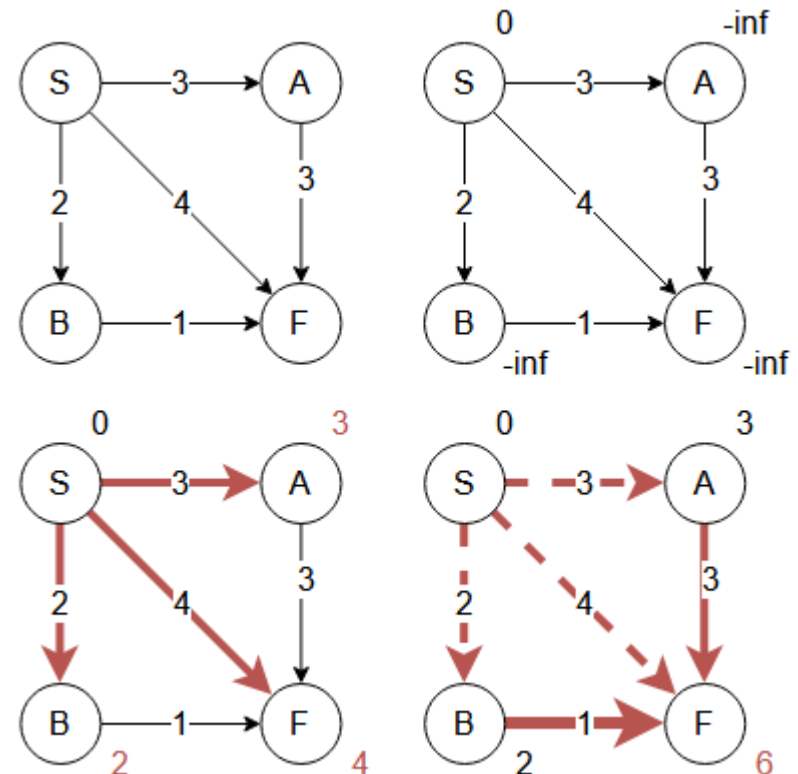 0 -inf
S 3 A S 3 A
2 4 3 2 4 3
B 1 F B 1 F
-inf -inf
0 3 0 3
S 3 A S 3 A
2 4 3 2 4 3
B 1 F B 1 F
2 4 2 6